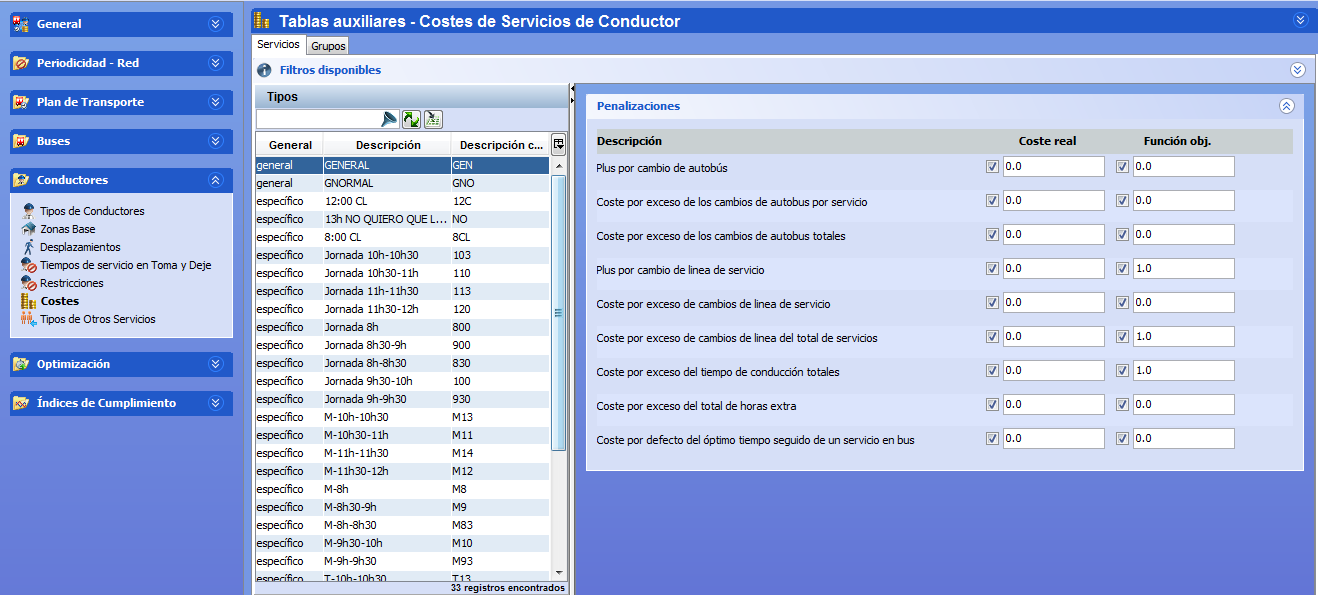 General
Periodicidad - Red
Plan de Transporte
Buses
Conductores
Tipos de Conductores
Zonas Base
Desplazamientos
Tiempos de servicio en Toma y Deje
Restricciones
Costes
Tipos de Otros Servicios
Optimización
Índices de Cumplimiento
Tablas auxiliares - Costes de Servicios de Conductor
Servicios Grupos
Filtros disponibles
Tipos
General Descripción Descripción c...
general GENERAL GEN
general GNORMAL GNO
específico 12:00 CL 12C
específico 13h NO QUIERO QUE L... NO
específico 8:00 CL 8CL
específico Jornada 10h-10h30 103
específico Jornada 10h30-11h 110
específico Jornada 11h-11h30 113
específico Jornada 11h30-12h 120
específico Jornada 8h 800
específico Jornada 8h30-9h 900
específico Jornada 8h-8h30 830
específico Jornada 9h30-10h 100
específico Jornada 9h-9h30 930
específico M-10h-10h30 M13
específico M-10h30-11h M11
específico M-11h-11h30 M14
específico M-11h30-12h M12
específico M-8h M8
específico M-8h30-9h M9
específico M-8h-8h30 M83
específico M-9h30-10h M10
específico M-9h-9h30 M93
específico T-10h-10h30 T13
33 registros encontrados
Penalizaciones
Descripción Coste real Función obj.
Plus por cambio de autobús 0.0 0.0
Coste por exceso de los cambios de autobus por servicio 0.0 0.0
Coste por exceso de los cambios de autobus totales 0.0 0.0
Plus por cambio de linea de servicio 0.0 1.0
Coste por exceso de cambios de linea de servicio 0.0 0.0
Coste por exceso de cambios de linea del total de servicios 0.0 1.0
Coste por exceso del tiempo de conducción totales 0.0 1.0
Coste por exceso del total de horas extra 0.0 0.0
Coste por defecto del óptimo tiempo seguido de un servicio en bus 0.0 0.0